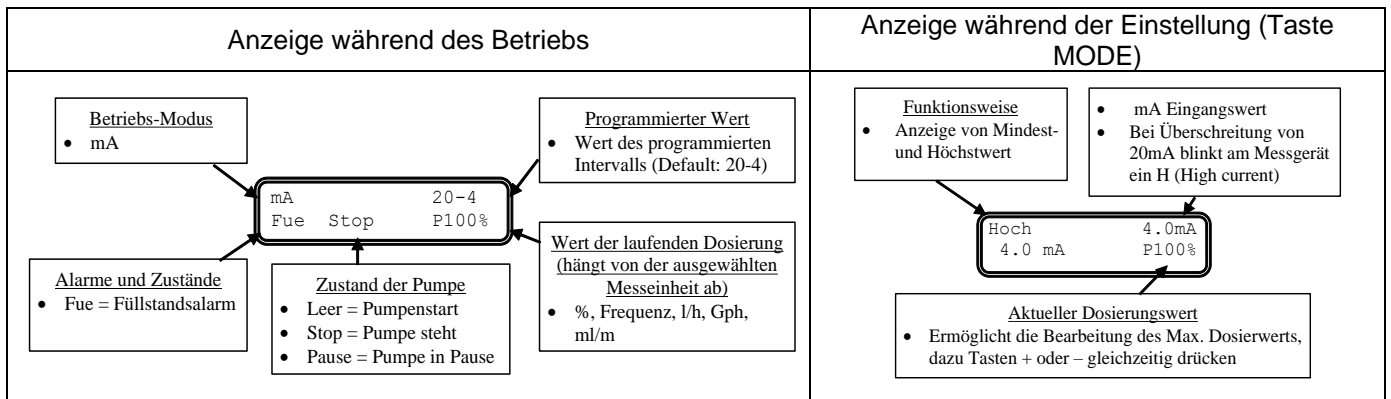 Anzeige während des Betriebs
Anzeige während der Einstellung (Taste
MODE)
Betriebs-Modus
• mA
Programmierter Wert
• Wert des programmierten
Intervalls (Default: 20-4)
mA 20-4
Fue Stop P100%
Alarme und Zustände
• Fue = Füllstandsalarm
Zustand der Pumpe
• Leer = Pumpenstart
• Stop = Pumpe steht
• Pause = Pumpe in Pause
Wert der laufenden Dosierung
(hängt von der ausgewählten
Messeinheit ab)
• %, Frequenz, l/h, Gph,
ml/m
Funktionsweise
• Anzeige von Mindest-
und Höchstwert
• mA Eingangswert
• Bei Überschreitung von
20mA blinkt am Messgerät
ein H (High current)
Hoch 4.0mA
4.0 mA P100%
Aktueller Dosierungswert
• Ermöglicht die Bearbeitung des Max. Dosierwerts,
dazu Tasten + oder – gleichzeitig drücken